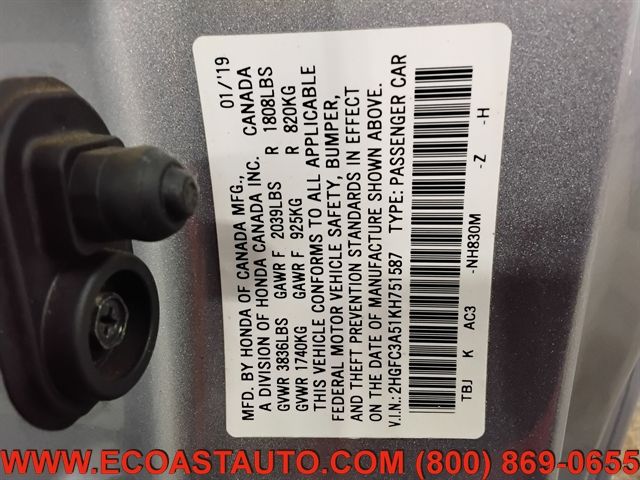 MFD. BY HONDA OF CANADA MFG., 01/'19
A DIVISION OF HONDA CANADA INC. CANADA
GVWR 3836LBS GAWR F 2039LBS R 1808LBS
GVWR 1740KG GAWR F 925KG R 820KG
THIS VEHICLE CONFORMS TO ALL APPLICABLE
FEDERAL MOTOR VEHICLE SAFETY, BUMPER,
AND THEFT PREVENTION STANDARDS IN EFFECT
ON THE DATE OF MANUFACTURE SHOWN ABOVE.
V.I.N.: 2HGFC3A51KH751587 TYPE: PASSENGER CAR
TBJ K AC3 -NH830M -Z -H
WWW.ECOASTAUTO.COM (800) 869-0655